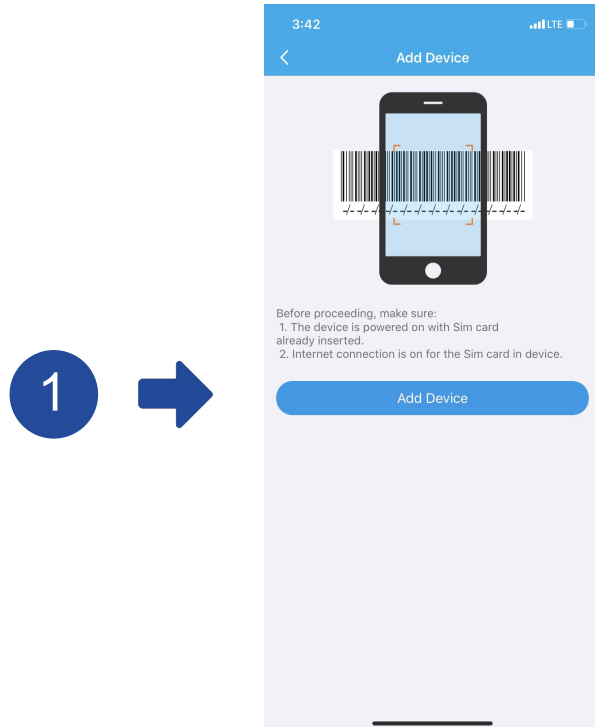 3:42
LTE
Add Device
Before proceeding, make sure:
1. The device is powered on with Sim card
already inserted.
2. Internet connection is on for the Sim card in device.
1
Add Device